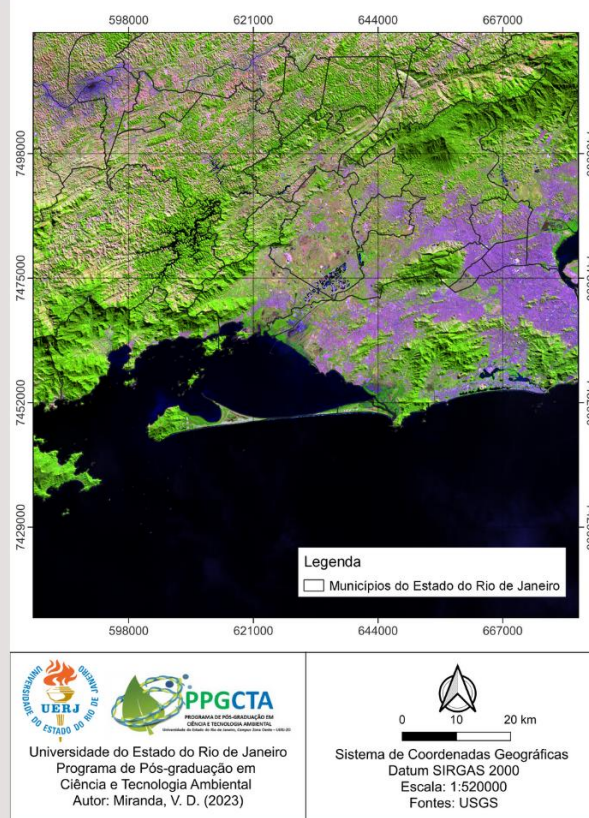 598000 621000 644000 667000
7498000
7475000
7452000
7429000
Legenda
Municípios do Estado do Rio de Janeiro
598000 621000 644000 667000
UERJ
UNIVERSIDADE DO ESTADO DO RIO DE JANEIRO
PPGCTA
PROGRAMA DE PÓS-GRADUAÇÃO EM
CIÊNCIA E TECNOLOGIA AMBIENTAL
Universidade do Estado do Rio de Janeiro
Programa de Pós-graduação em
Ciência e Tecnologia Ambiental
Autor: Miranda, V. D. (2023)
0 10 20 km
Sistema de Coordenadas Geográficas
Datum SIRGAS 2000
Escala: 1:520000
Fontes: USGS